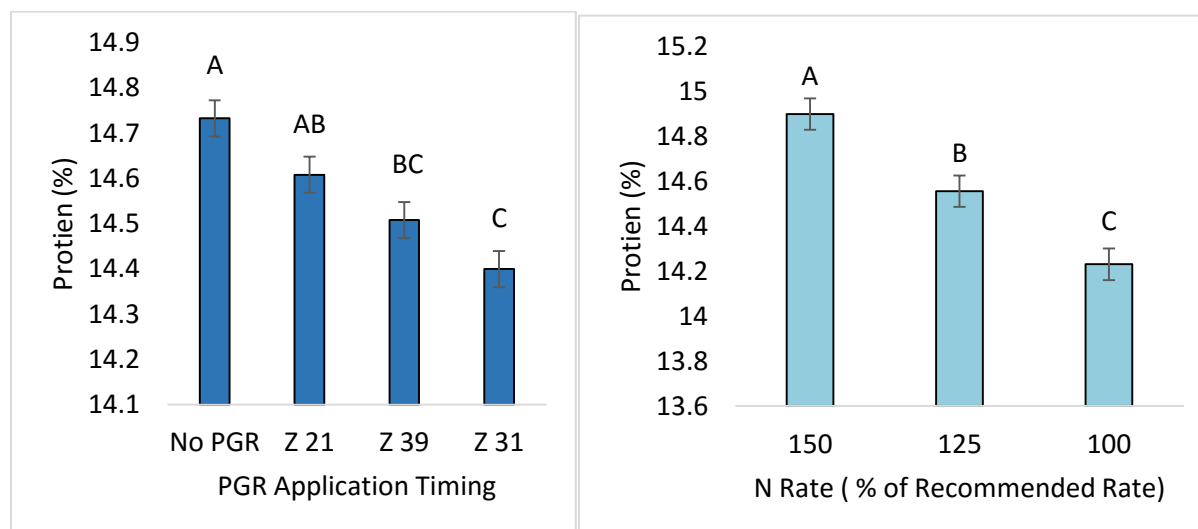 14.9
14.8
14.7
14.6
14.5
14.4
14.3
14.2
14.1
Protien (%)
A
AB
BC
C
No PGR Z 21 Z 39 Z 31
PGR Application Timing
15.2
15
14.8
14.6
14.4
14.2
14
13.8
13.6
Protien (%)
A
B
C
150 125 100
N Rate ( % of Recommended Rate)